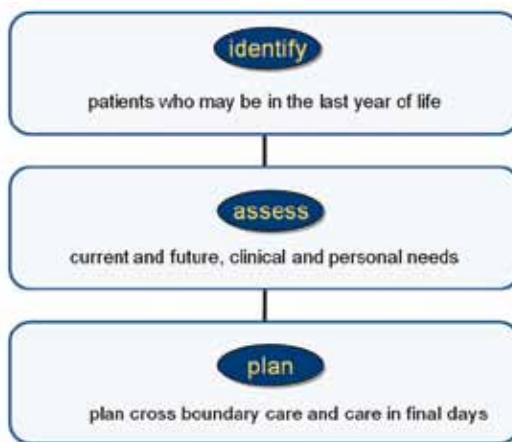 identify
patients who may be in the last year of life
assess
current and future, clinical and personal needs
plan
plan cross boundary care and care in final days